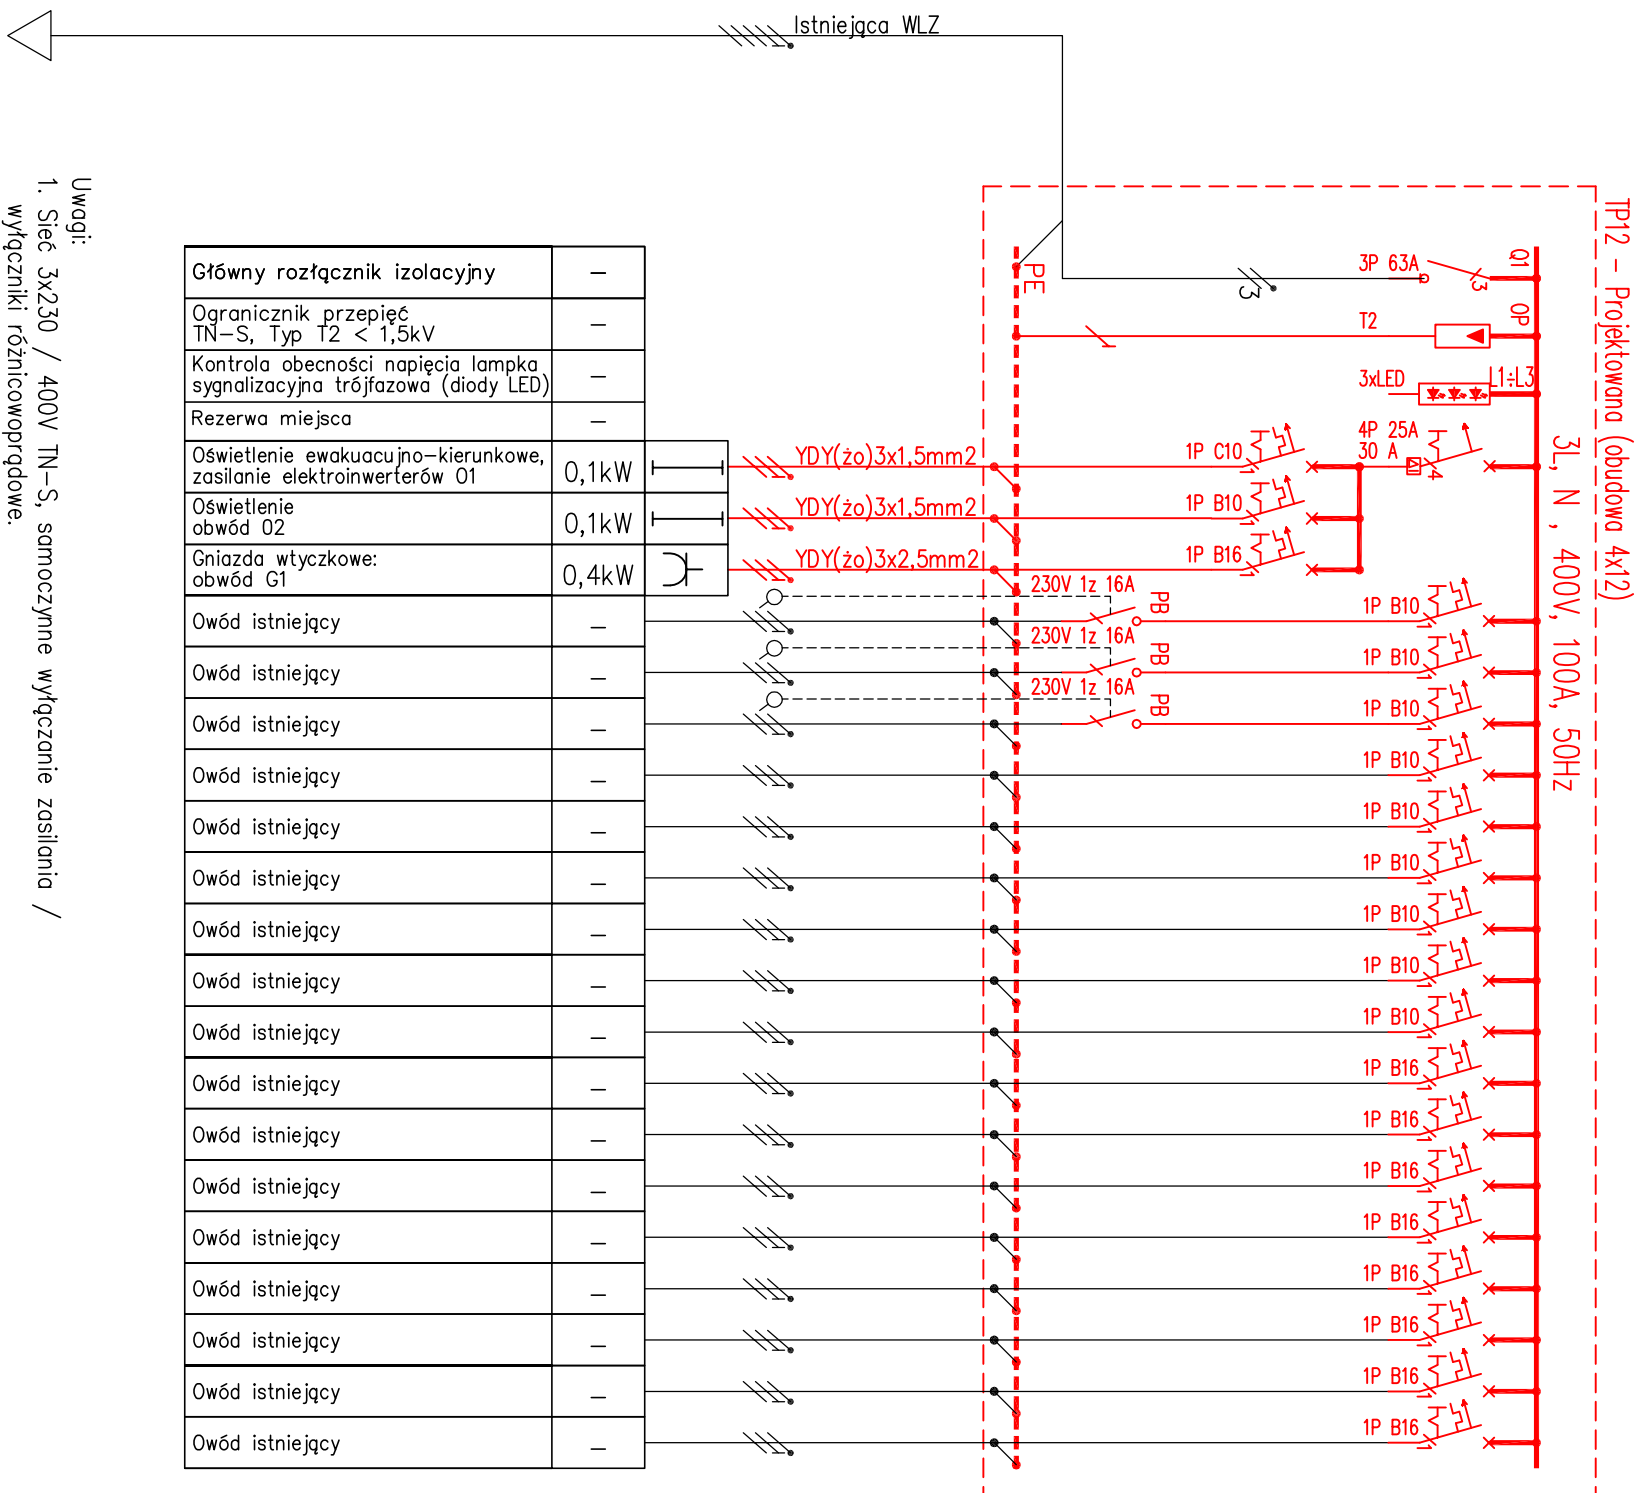 Istniejąca WLZ
TP12 - Projektowana (obudowa 4x12)
3L, N , 400V, 100A, 50Hz
Q1
3P 63A
3
3
PE
OP
T2
L1÷L3
3xLED
4P 25A
30 A
4
Główny rozłącznik izolacyjny –
Ogranicznik przepięć
TN-S, Typ T2 < 1,5kV –
Kontrola obecności napięcia lampka
sygnalizacyjna trójfazowa (diody LED) –
Rezerwa miejsca –
Oświetlenie ewakuacujno-kierunkowe,
zasilanie elektroinwerterów O1 0,1kW YDY(żo)3x1,5mm2 1P C10
Oświetlenie
obwód O2 0,1kW YDY(żo)3x1,5mm2 1P B10
Gniazda wtyczkowe:
obwód G1 0,4kW YDY(żo)3x2,5mm2 1P B16
Owód istniejący – 230V 1z 16A PB 1P B10
Owód istniejący – 230V 1z 16A PB 1P B10
Owód istniejący – 230V 1z 16A PB 1P B10
Owód istniejący – 1P B10
Owód istniejący – 1P B10
Owód istniejący – 1P B10
Owód istniejący – 1P B10
Owód istniejący – 1P B10
Owód istniejący – 1P B10
Owód istniejący – 1P B16
Owód istniejący – 1P B16
Owód istniejący – 1P B16
Owód istniejący – 1P B16
Owód istniejący – 1P B16
Owód istniejący – 1P B16
Owód istniejący – 1P B16
Owód istniejący – 1P B16
Uwagi:
1. Sieć 3x230 / 400V TN-S, samoczynne wyłączanie zasilania /
wyłączniki różnicowoprądowe.